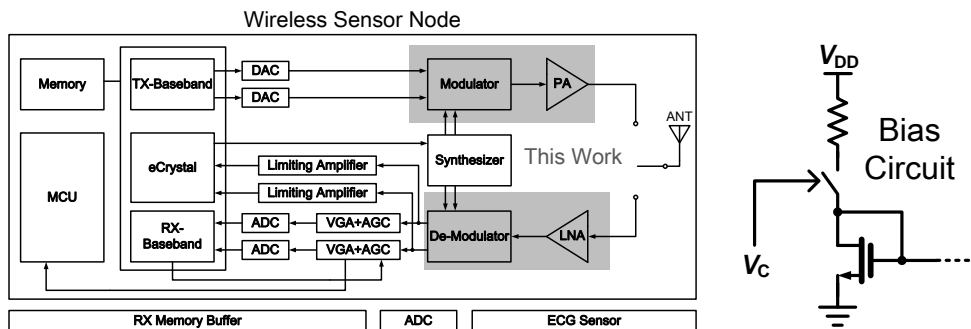 Wireless Sensor Node
Memory
TX-Baseband
DAC
DAC
Modulator
PA
ANT
MCU
eCrystal
Limiting Amplifier
Limiting Amplifier
Synthesizer
This Work
RX-
Baseband
ADC
ADC
VGA+AGC
VGA+AGC
De-Modulator
LNA
RX Memory Buffer
ADC
ECG Sensor
VDD
Bias
Circuit
VC